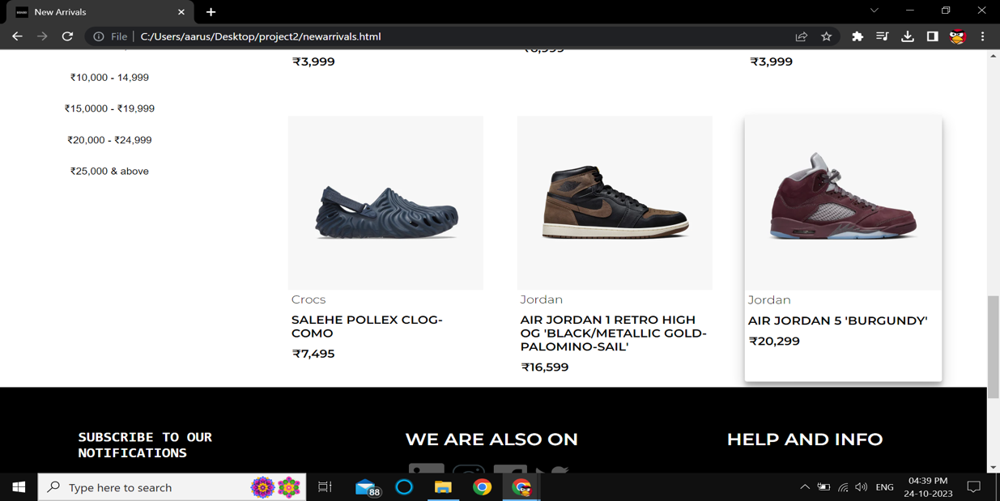 New Arrivals
File
C:/Users/aarus/Desktop/project2/newarrivals.html
₹3,999
₹3,999
₹10,000 - 14,999
₹15,0000 - ₹19,999
₹20,000 - ₹24,999
₹25,000 & above
Crocs
SALEHE POLLEX CLOG-
COMO
₹7,495
Jordan
AIR JORDAN 1 RETRO HIGH
OG 'BLACK/METALLIC GOLD-
PALOMINO-SAIL'
₹16,599
Jordan
AIR JORDAN 5 'BURGUNDY'
₹20,299
SUBSCRIBE TO OUR
NOTIFICATIONS
WE ARE ALSO ON
HELP AND INFO
Type here to search
88
ENG
04:39 PM
24-10-2023